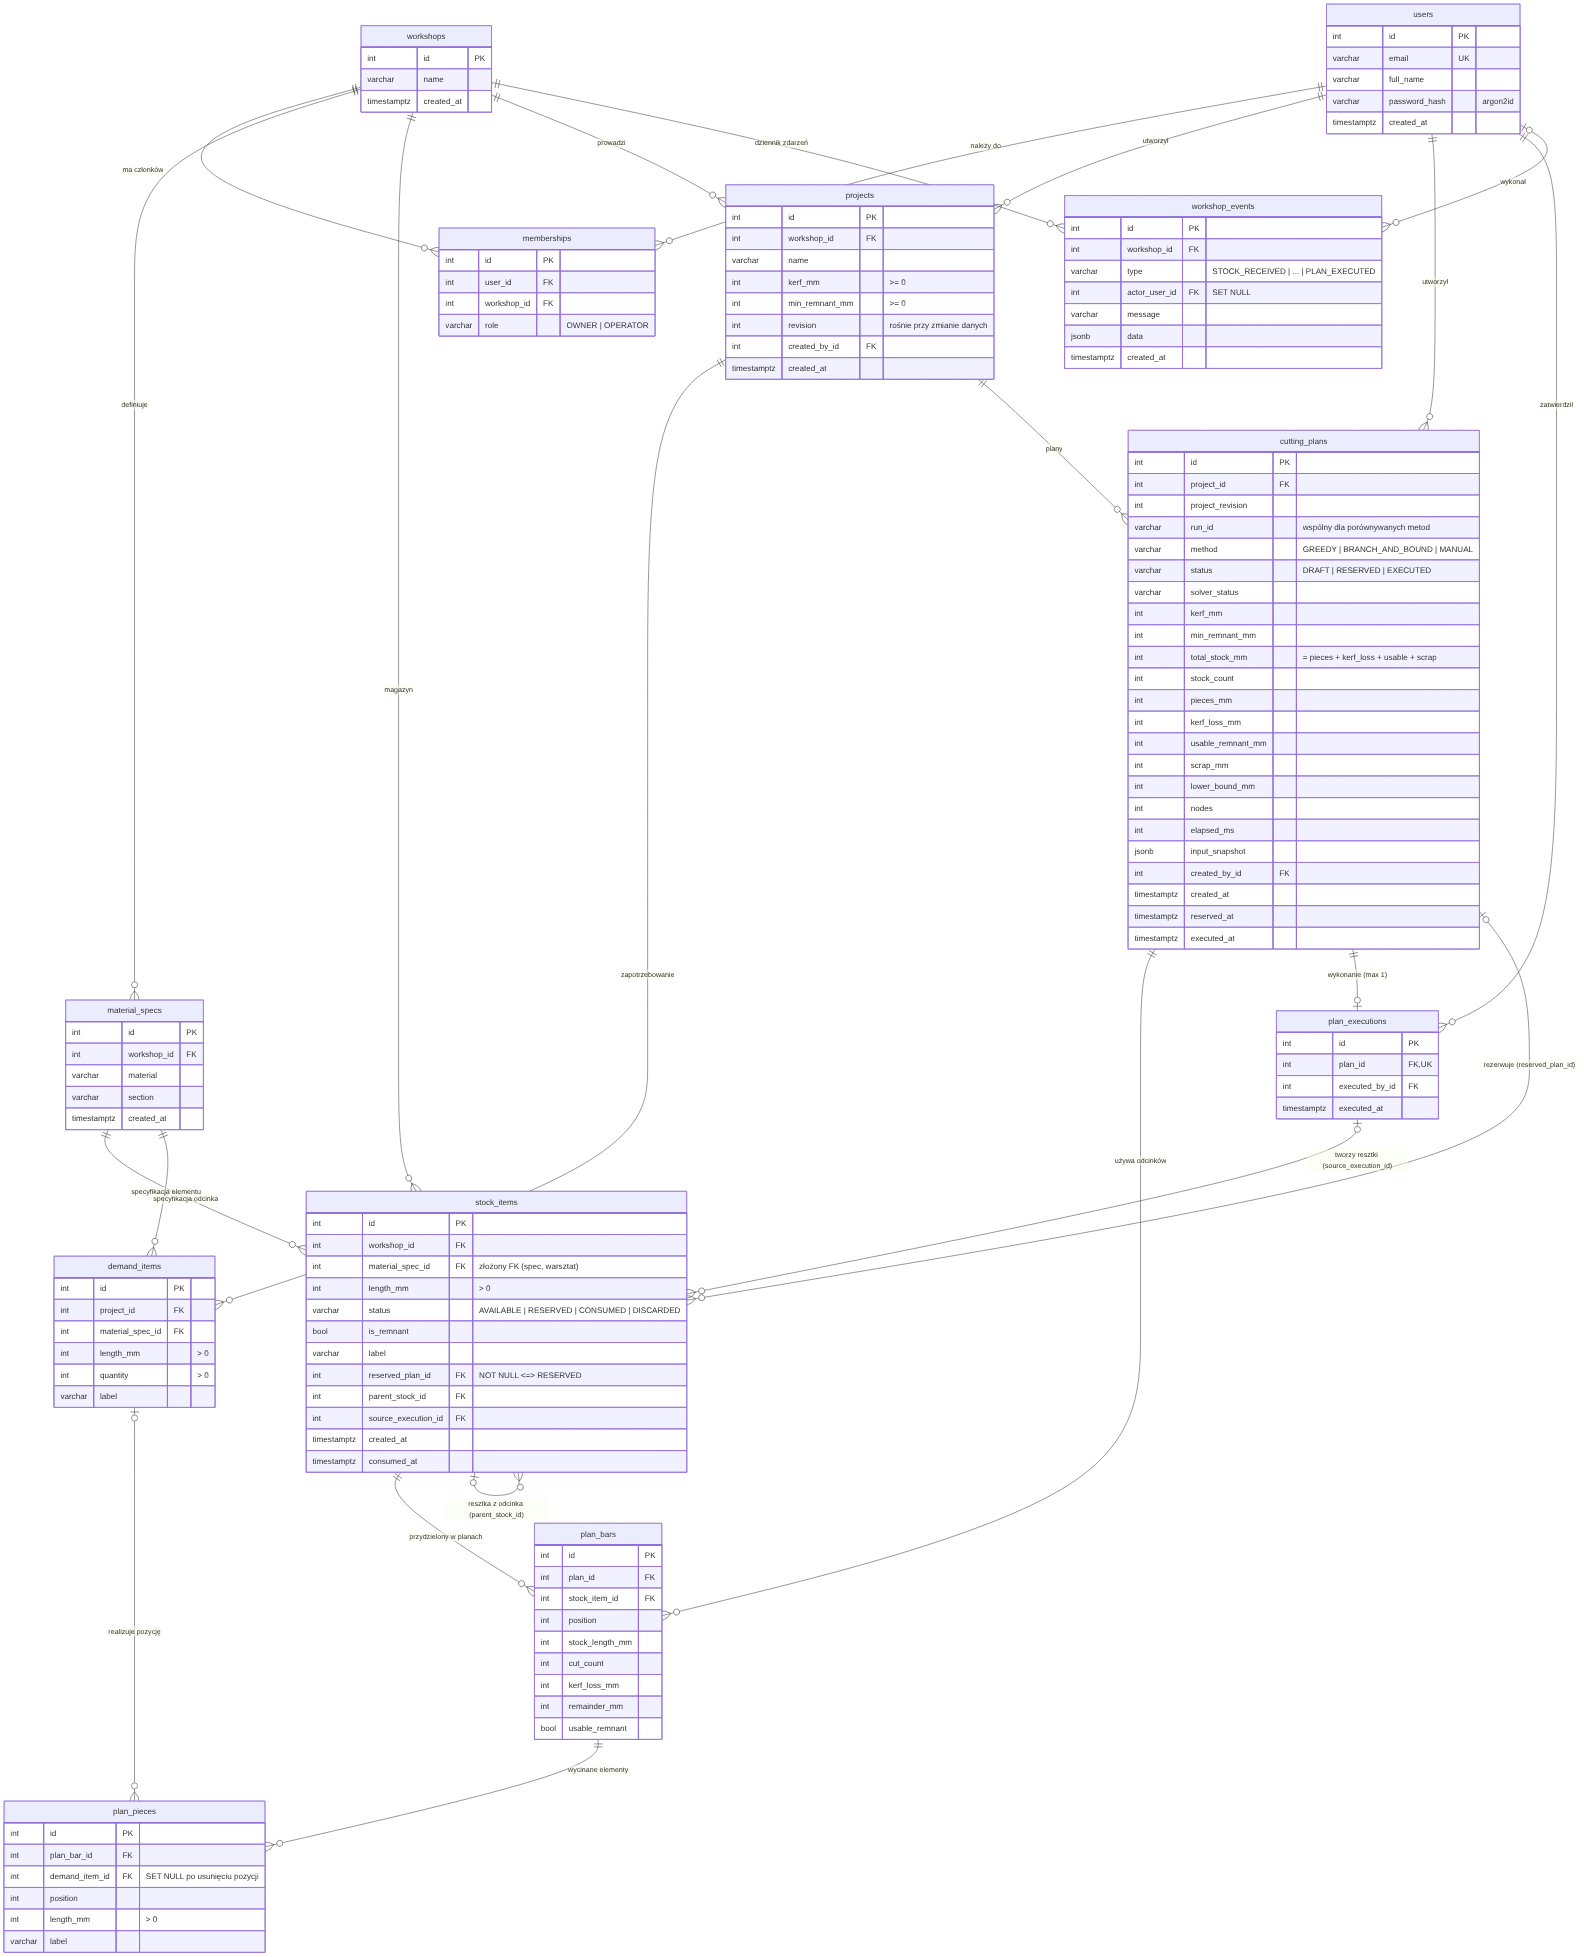 users
int id PK
varchar email UK
varchar full_name
varchar password_hash argon2id
timestamptz created_at
workshops
int id PK
varchar name
timestamptz created_at
ma członków
prowadzi
dziennik zdarzeń
należy do
utworzył
wykonał
projects
int id PK
int workshop_id FK
varchar name
int kerf_mm >= 0
int min_remnant_mm >= 0
int revision rośnie przy zmianie danych
int created_by_id FK
timestamptz created_at
workshop_events
int id PK
int workshop_id FK
varchar type STOCK_RECEIVED | ... | PLAN_EXECUTED
int actor_user_id FK SET NULL
varchar message
jsonb data
timestamptz created_at
memberships
int id PK
int user_id FK
int workshop_id FK
varchar role OWNER | OPERATOR
utworzył
definiuje
zatwierdził
plany
cutting_plans
int id PK
int project_id FK
int project_revision
varchar run_id wspólny dla porównywanych metod
varchar method GREEDY | BRANCH_AND_BOUND | MANUAL
varchar status DRAFT | RESERVED | EXECUTED
varchar solver_status
int kerf_mm
int min_remnant_mm
int total_stock_mm = pieces + kerf_loss + usable + scrap
int stock_count
int pieces_mm
int kerf_loss_mm
int usable_remnant_mm
int scrap_mm
int lower_bound_mm
int nodes
int elapsed_ms
jsonb input_snapshot
int created_by_id FK
timestamptz created_at
timestamptz reserved_at
timestamptz executed_at
magazyn
zapotrzebowanie
wykonanie (max 1)
material_specs
int id PK
int workshop_id FK
varchar material
varchar section
timestamptz created_at
plan_executions
int id PK
int plan_id FK,UK
int executed_by_id FK
timestamptz executed_at
rezerwuje (reserved_plan_id)
używa odcinków
tworzy resztki
(source_execution_id)
specyfikacja elementu
specyfikacja odcinka
stock_items
int id PK
int workshop_id FK
int material_spec_id FK złożony FK (spec, warsztat)
int length_mm > 0
varchar status AVAILABLE | RESERVED | CONSUMED | DISCARDED
bool is_remnant
varchar label
int reserved_plan_id FK NOT NULL <=> RESERVED
int parent_stock_id FK
int source_execution_id FK
timestamptz created_at
timestamptz consumed_at
demand_items
int id PK
int project_id FK
int material_spec_id FK
int length_mm > 0
int quantity > 0
varchar label
resztka z odcinka
(parent_stock_id)
przydzielony w planach
plan_bars
int id PK
int plan_id FK
int stock_item_id FK
int position
int stock_length_mm
int cut_count
int kerf_loss_mm
int remainder_mm
bool usable_remnant
realizuje pozycję
wycinane elementy
plan_pieces
int id PK
int plan_bar_id FK
int demand_item_id FK SET NULL po usunięciu pozycji
int position
int length_mm > 0
varchar label